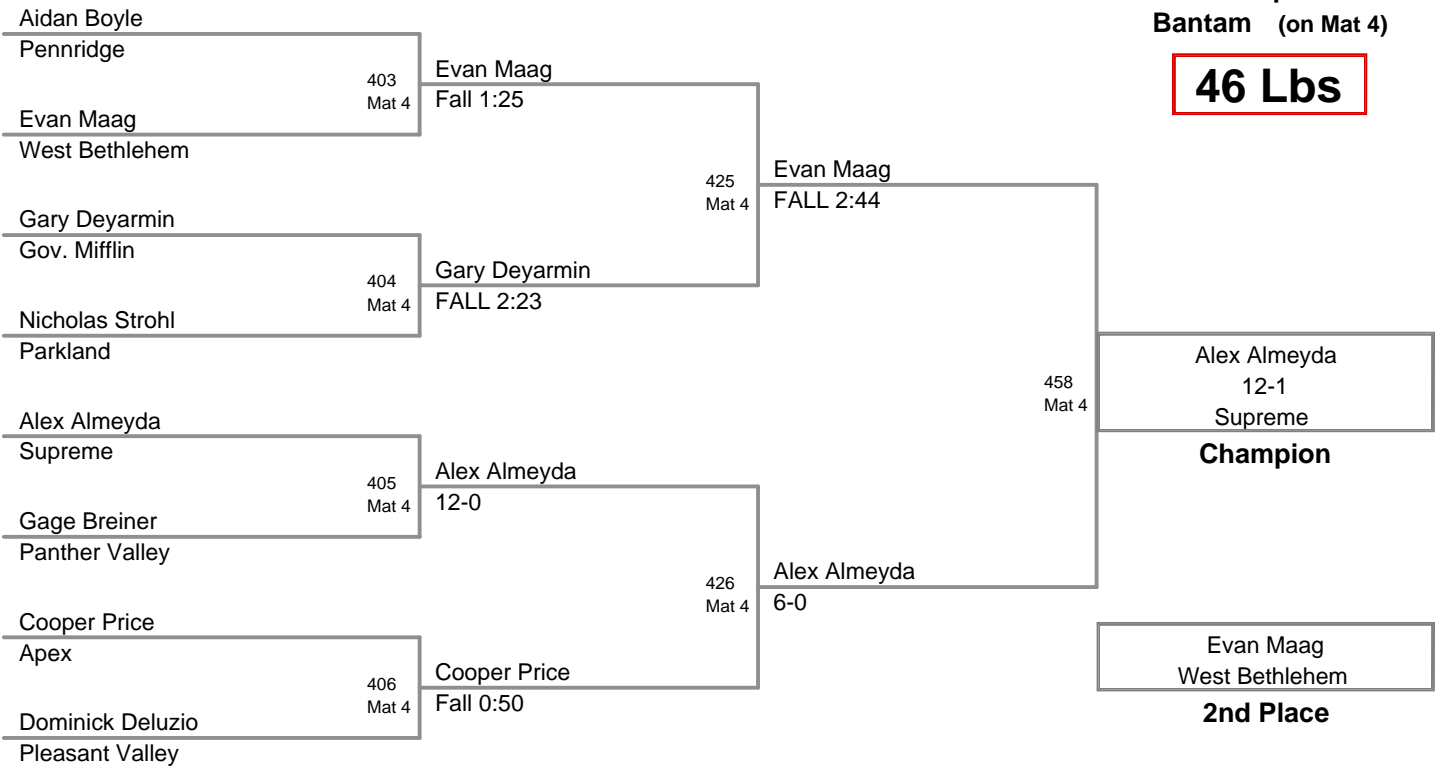 Bantam (on Mat 4)
46 Lbs
Aidan Boyle
Pennridge
403
Mat 4
Evan Maag
Fall 1:25
Evan Maag
West Bethlehem
425
Mat 4
Evan Maag
FALL 2:44
Gary Deyarmin
Gov. Mifflin
404
Mat 4
Gary Deyarmin
FALL 2:23
Nicholas Strohl
Parkland
458
Mat 4
Alex Almeyda
12-1
Supreme
Champion
Alex Almeyda
Supreme
405
Mat 4
Alex Almeyda
12-0
Gage Breiner
Panther Valley
426
Mat 4
Alex Almeyda
6-0
Cooper Price
Apex
406
Mat 4
Cooper Price
Fall 0:50
Dominick Deluzio
Pleasant Valley
Evan Maag
West Bethlehem
2nd Place